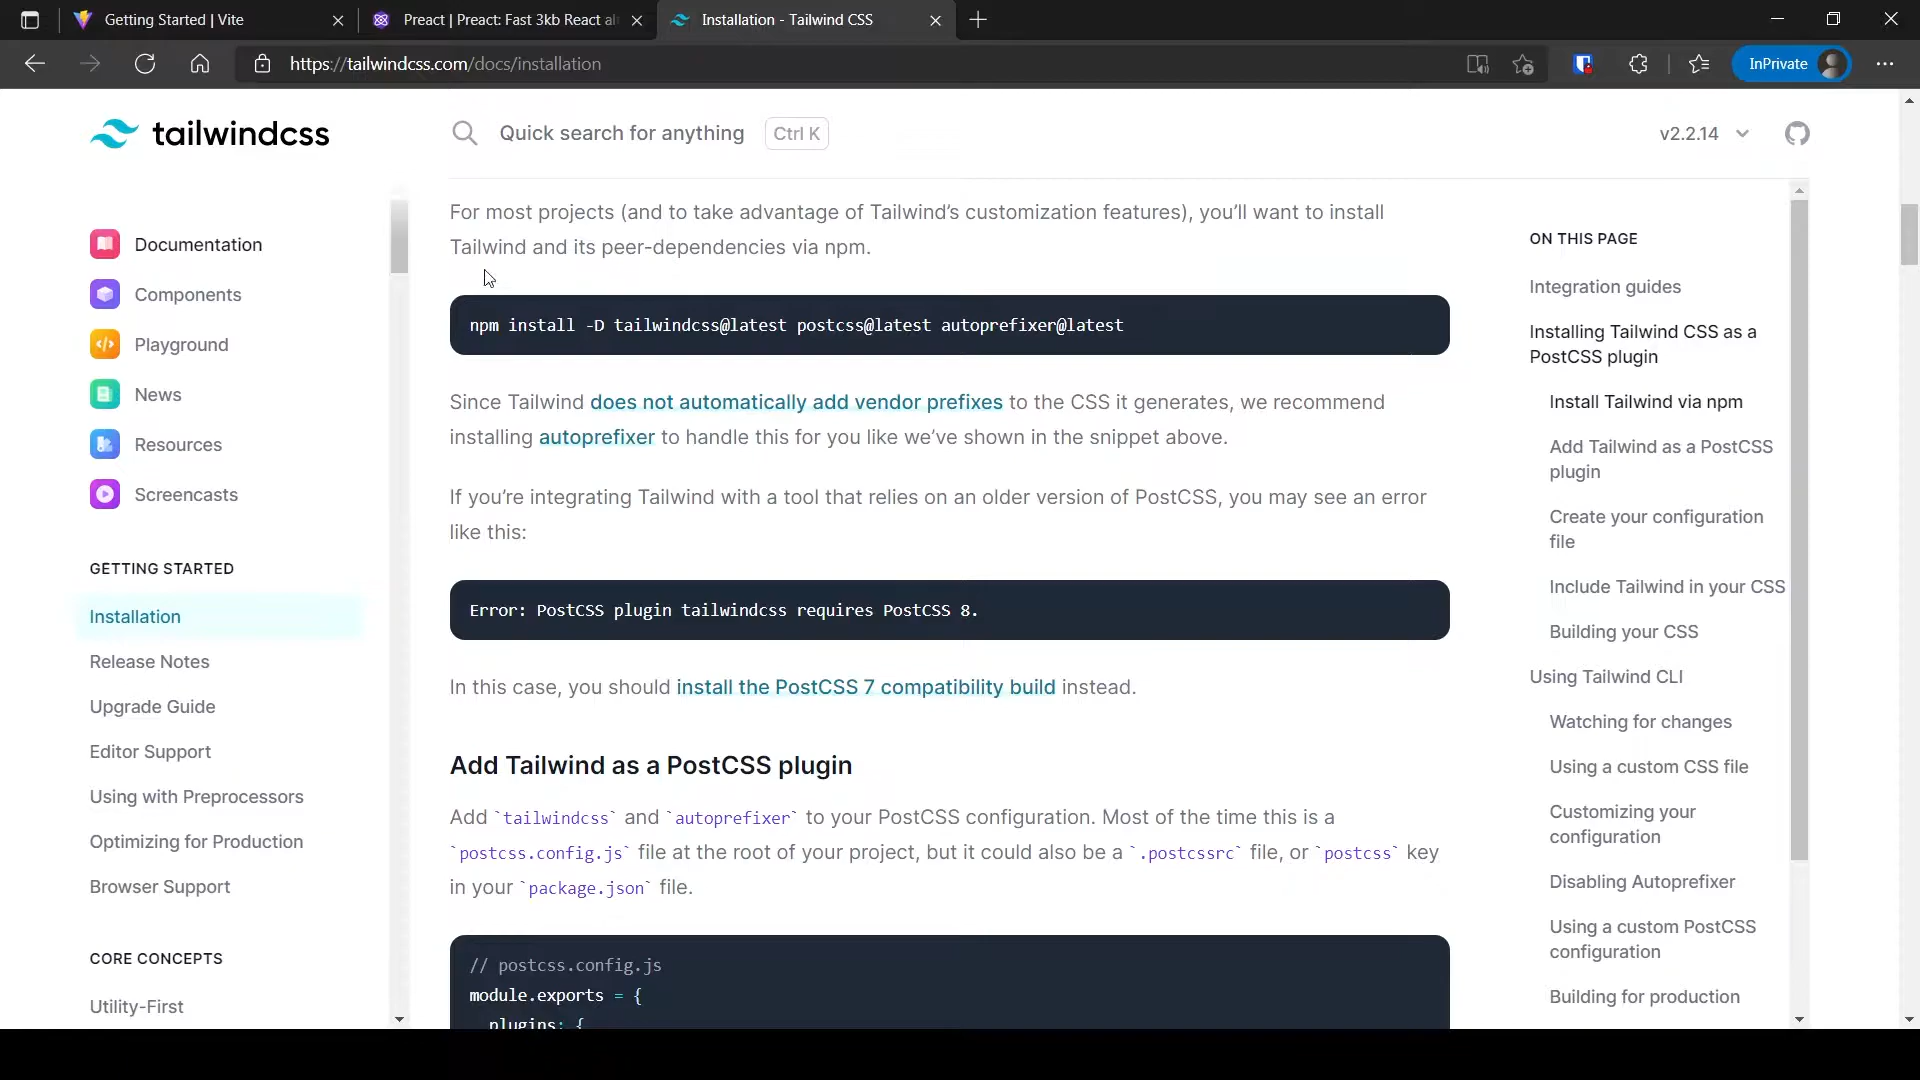 Getting Started | Vite
Preact | Preact: Fast 3kb React al
Installation - Tailwind CSS
https://tailwindcss.com/docs/installation
InPrivate
tailwindcss
Quick search for anything
Ctrl K
v2.2.14
Documentation
Components
Playground
News
Resources
Screencasts
GETTING STARTED
Installation
Release Notes
Upgrade Guide
Editor Support
Using with Preprocessors
Optimizing for Production
Browser Support
CORE CONCEPTS
Utility-First
For most projects (and to take advantage of Tailwind’s customization features), you’ll want to install
Tailwind and its peer-dependencies via npm.
npm install -D tailwindcss@latest postcss@latest autoprefixer@latest
Since Tailwind does not automatically add vendor prefixes to the CSS it generates, we recommend
installing autoprefixer to handle this for you like we’ve shown in the snippet above.
If you’re integrating Tailwind with a tool that relies on an older version of PostCSS, you may see an error
like this:
Error: PostCSS plugin tailwindcss requires PostCSS 8.
In this case, you should install the PostCSS 7 compatibility build instead.
Add Tailwind as a PostCSS plugin
Add `tailwindcss` and `autoprefixer` to your PostCSS configuration. Most of the time this is a
`postcss.config.js` file at the root of your project, but it could also be a `.postcssrc` file, or `postcss` key
in your `package.json` file.
// postcss.config.js
module.exports = {
plugins: {
ON THIS PAGE
Integration guides
Installing Tailwind CSS as a
PostCSS plugin
Install Tailwind via npm
Add Tailwind as a PostCSS
plugin
Create your configuration
file
Include Tailwind in your CSS
Building your CSS
Using Tailwind CLI
Watching for changes
Using a custom CSS file
Customizing your
configuration
Disabling Autoprefixer
Using a custom PostCSS
configuration
Building for production